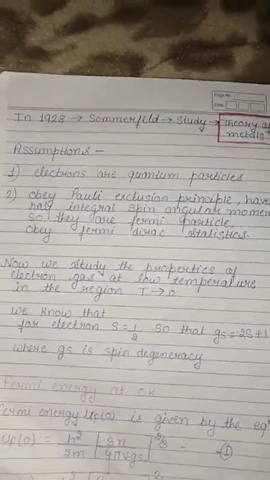 Page No.
Date
In 1928 → Sommerfeld → Study → Theory of
metals
Assumptions -
1) electrons are quantum particles
2) obey Pauli exclusion principle, have
half integral spin angular momen
so they are fermi particle.
obey fermi dirac statistics.
Now we study the properties of
electron gas at low temperature
in the region T → 0
we know that
for electron S = 1/2 so that gs = 2S+1
where gs is spin degeneracy
Fermi energy at 0K
Fermi energy Uf(0) is given by the eqn
Uf(0) = h²/2m [3n/4πVgs]^2/3 - ①